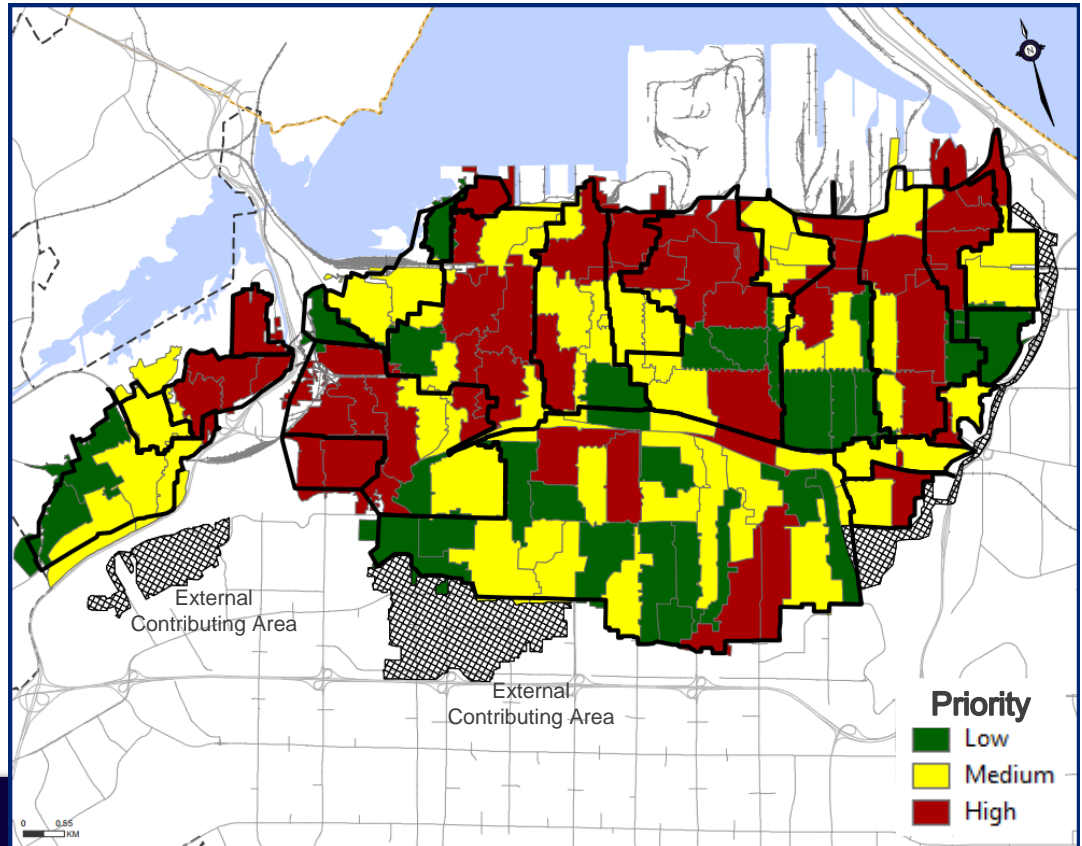 N
External
Contributing Area
External
Contributing Area
Priority
Low
Medium
High
0 0.55
KM